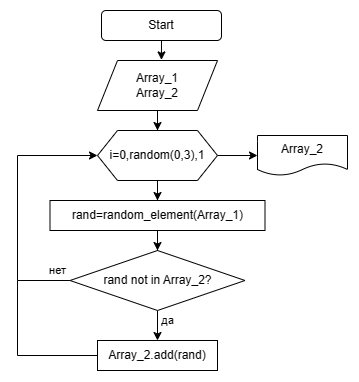 Start
Array_1
Array_2
i=0,random(0,3),1
Array_2
rand=random_element(Array_1)
rand not in Array_2?
нет
да
Array_2.add(rand)